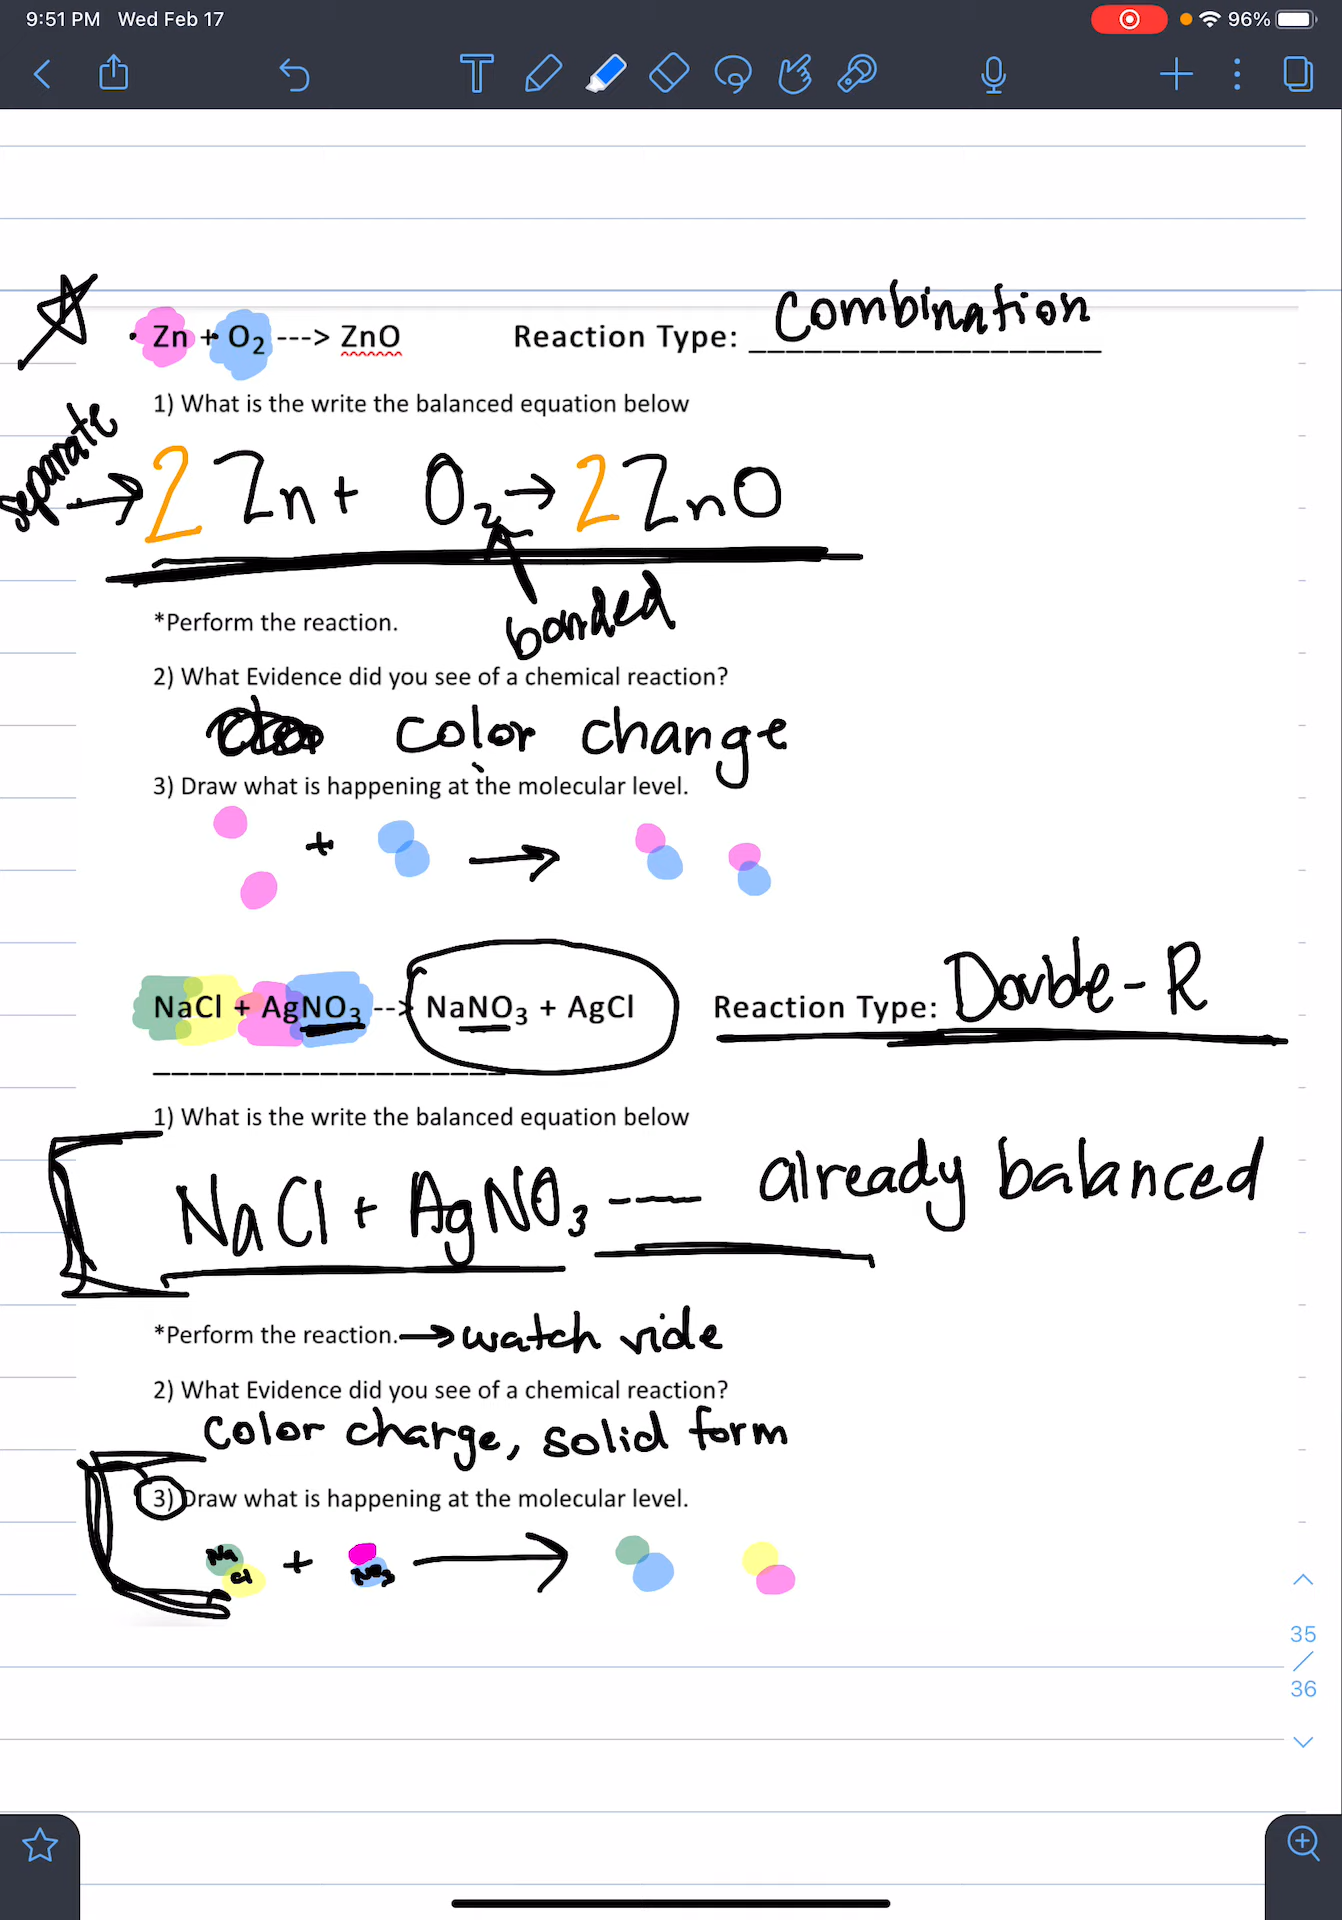 9:51 PM Wed Feb 17
96%
T
Combination
Zn + O₂ ---> ZnO Reaction Type: ___________________
1) What is the write the balanced equation below
separate
→ 2 Zn + O₂ → 2 ZnO
bonded
*Perform the reaction.
2) What Evidence did you see of a chemical reaction?
color change
3) Draw what is happening at the molecular level.
+ →
NaCl + AgNO₃ --> NaNO₃ + AgCl Reaction Type: Double-R
___________________
1) What is the write the balanced equation below
NaCl + AgNO₃ ---- already balanced
*Perform the reaction. → watch vide
2) What Evidence did you see of a chemical reaction?
color charge, solid form
3) Draw what is happening at the molecular level.
Na Cl + NO₃ →
35
/
36